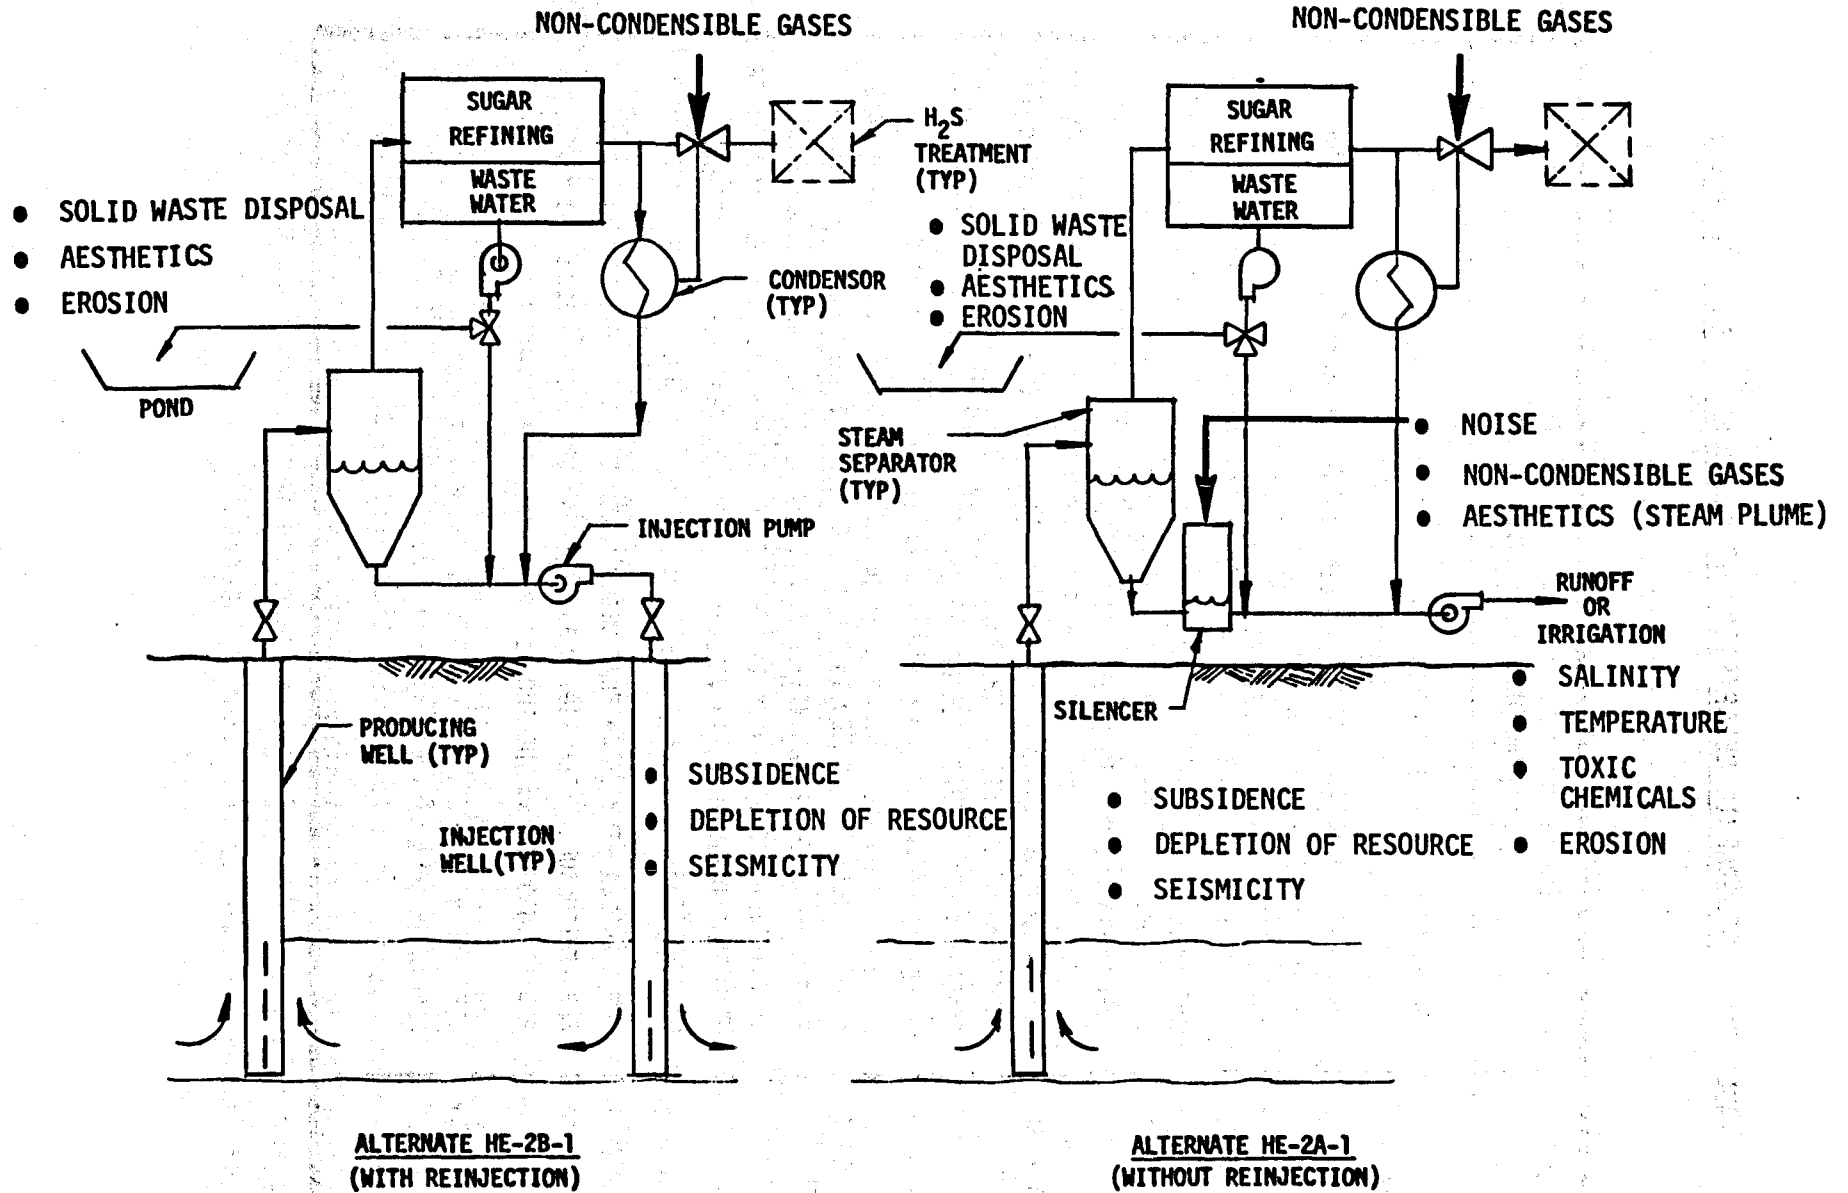 NON-CONDENSIBLE GASES
SUGAR
REFINING
WASTE
WATER
H2S
TREATMENT
(TYP)
● SOLID WASTE DISPOSAL
● AESTHETICS
● EROSION
CONDENSOR
(TYP)
POND
INJECTION PUMP
PRODUCING
WELL (TYP)
INJECTION
WELL(TYP)
● SUBSIDENCE
● DEPLETION OF RESOURCE
● SEISMICITY
ALTERNATE HE-2B-1
(WITH REINJECTION)
NON-CONDENSIBLE GASES
SUGAR
REFINING
WASTE
WATER
● SOLID WASTE
DISPOSAL
● AESTHETICS
● EROSION
STEAM
SEPARATOR
(TYP)
● NOISE
● NON-CONDENSIBLE GASES
● AESTHETICS (STEAM PLUME)
RUNOFF
OR
IRRIGATION
● SALINITY
● TEMPERATURE
● TOXIC
CHEMICALS
● EROSION
SILENCER
● SUBSIDENCE
● DEPLETION OF RESOURCE
● SEISMICITY
ALTERNATE HE-2A-1
(WITHOUT REINJECTION)